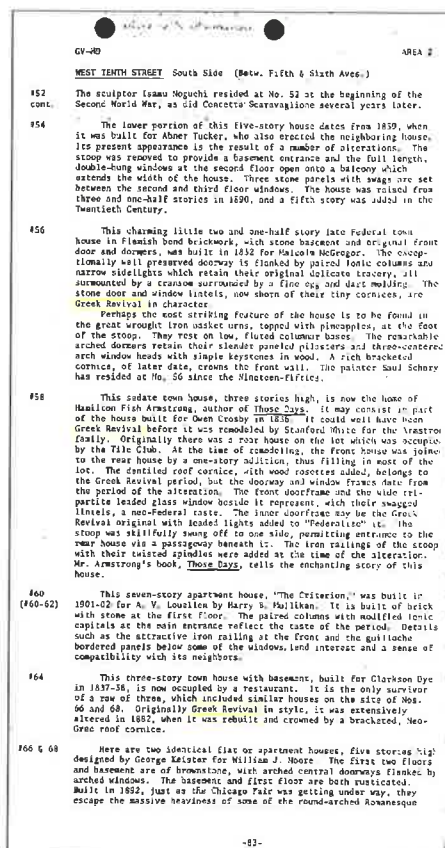 GV-HD AREA 2
WEST TENTH STREET South Side (Betw. Fifth & Sixth Aves.)
#52 The sculptor Isamu Noguchi resided at No. 52 at the beginning of the
cont. Second World War, as did Concetta Scaravaglione several years later.
#54 The lower portion of this five-story house dates from 1839, when
it was built for Abner Tucker, who also erected the neighboring house.
Its present appearance is the result of a number of alterations. The
stoop was removed to provide a basement entrance and the full length,
double-hung windows at the second floor open onto a balcony which
extends the width of the house. Three stone panels with swags are set
between the second and third floor windows. The house was raised from
three and one-half stories in 1890, and a fifth story was added in the
Twentieth Century.
#56 This charming little two and one-half story late Federal town
house in Flemish bond brickwork, with stone basement and original front
door and dormers, was built in 1832 for Malcolm McGregor. The excep-
tionally well preserved doorway is flanked by paired Ionic columns and
narrow sidelights which retain their original delicate tracery, all
surmounted by a transom surrounded by a fine egg and dart molding. The
stone door and window lintels, now shorn of their tiny cornices, are
Greek Revival in character.
Perhaps the most striking feature of the house is to be found in
the great wrought iron basket urns, topped with pineapples, at the foot
of the stoop. They rest on low, fluted columnar bases. The remarkable
arched dormers retain their slender paneled pilasters and three-centered
arch window heads with simple keystones in wood. A rich bracketed
cornice, of later date, crowns the front wall. The painter Saul Schary
has resided at No. 56 since the Nineteen-fifties.
#58 This sedate town house, three stories high, is now the home of
Hamilton Fish Armstrong, author of Those Days. It may consist in part
of the house built for Owen Crosby in 1836. It could well have been
Greek Revival before it was remodeled by Stanford White for the Armstrong
family. Originally there was a rear house on the lot which was occupied
by the Tile Club. At the time of remodeling, the front house was joined
to the rear house by a one-story addition, thus filling in most of the
lot. The dentiled roof cornice, with wood rosettes added, belongs to
the Greek Revival period, but the doorway and window frames date from
the period of the alteration. The front doorframe and the wide tri-
partite leaded glass window beside it represent, with their swagged
lintels, a neo-Federal taste. The inner doorframe may be the Greek
Revival original with leaded lights added to "Federalize" it. The
stoop was skillfully swung off to one side, permitting entrance to the
rear house via a passageway beneath it. The iron railings of the stoop
with their twisted spindles were added at the time of the alteration.
Mr. Armstrong's book, Those Days, tells the enchanting story of this
house.
#60 This seven-story apartment house, "The Criterion," was built in
(#60-62) 1901-02 for A. V. Louellen by Harry B. Mullikan. It is built of brick
with stone at the first floor. The paired columns with modified Ionic
capitals at the main entrance reflect the taste of the period. Details
such as the attractive iron railing at the front and the guilloche
bordered panels below some of the windows, lend interest and a sense of
compatibility with its neighbors.
#64 This three-story town house with basement, built for Clarkson Dye
in 1837-38, is now occupied by a restaurant. It is the only survivor
of a row of three, which included similar houses on the site of Nos.
66 and 68. Originally Greek Revival in style, it was extensively
altered in 1882, when it was rebuilt and crowned by a bracketed, Neo-
Grec roof cornice.
#66 & 68 Here are two identical flat or apartment houses, five stories high
designed by George Keister for William J. Moore. The first two floors
and basement are of brownstone, with arched central doorways flanked by
arched windows. The basement and first floor are both rusticated.
Built in 1892, just as the Chicago Fair was getting under way, they
escape the massive heaviness of some of the round-arched Romanesque
-83-